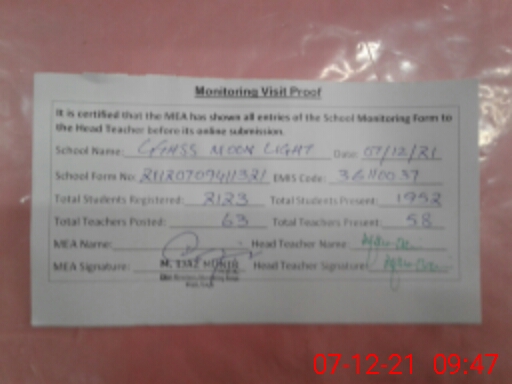 Monitoring Visit Proof
It is certified that the MEA has shown all entries of the School Monitoring Form to
the Head Teacher before its online submission.
School Name: GHSS MOON LIGHT Date: 07/12/21
School Form No: EMIS Code:
Total Students Registered: 2123 Total Students Present: 1952
Total Teachers Posted: 63 Total Teachers Present: 58
MEA Name: Head Teacher Name:
MEA Signature: Head Teacher Signature:
07-12-21 09:47